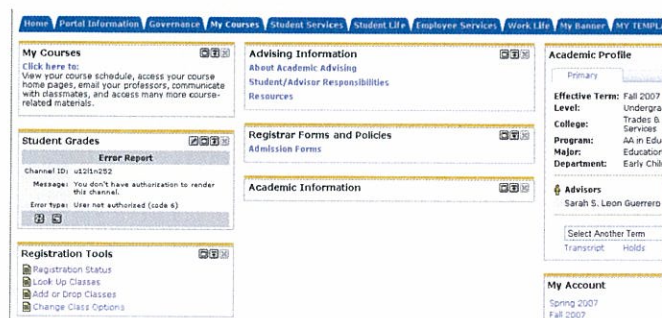 Home Portal Information Governance My Courses Student Services Student Life Employee Services Work Life My Banner MY TEMPL
My Courses
Click here to:
View your course schedule, access your course
home pages, email your professors, communicate
with classmates, and access many more course-
related materials.
Student Grades
Error Report
Channel ID: u12l1n252
Message: You don't have authorization to render
this channel.
Error type: User not authorized (code 6)
Registration Tools
Registration Status
Look Up Classes
Add or Drop Classes
Change Class Options
Advising Information
About Academic Advising
Student/Advisor Responsibilities
Resources
Registrar Forms and Policies
Admission Forms
Academic Information
Academic Profile
Primary
Effective Term: Fall 2007
Level: Undergra
College: Trades &
Services
Program: AA in Edu
Major: Education
Department: Early Chil
Advisors
Sarah S. Leon Guerrero
Select Another Term
Transcript Holds
My Account
Spring 2007
Fall 2007